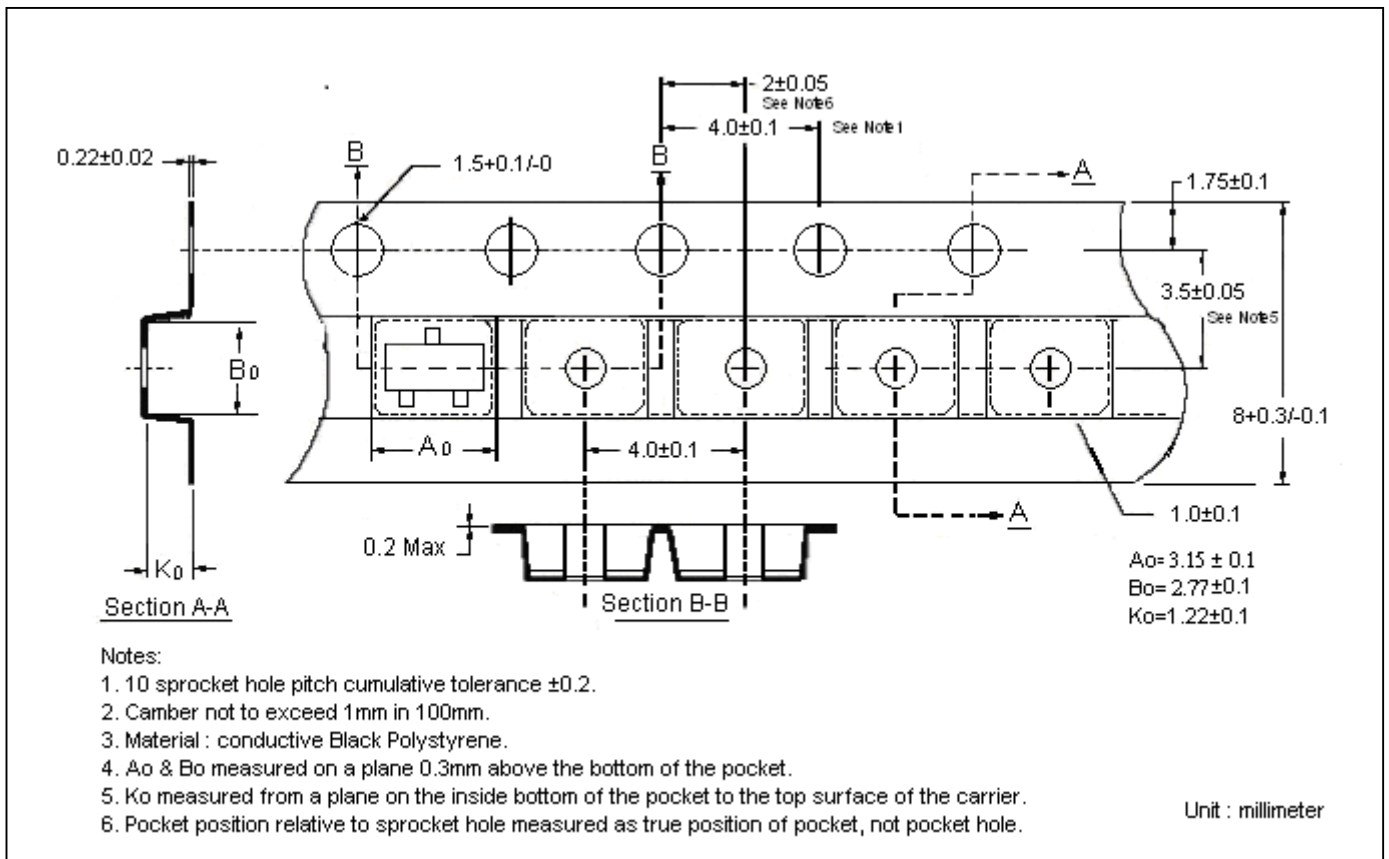 2±0.05
See Note6
4.0±0.1 See Note1
0.22±0.02
B
1.5+0.1/-0
B
A
1.75±0.1
3.5±0.05
See Note5
B0
8+0.3/-0.1
A0
4.0±0.1
A
1.0±0.1
0.2 Max
K0
Section A-A
Section B-B
Ao=3.15 ± 0.1
Bo=2.77±0.1
Ko=1.22±0.1
Notes:
1. 10 sprocket hole pitch cumulative tolerance ±0.2.
2. Camber not to exceed 1mm in 100mm.
3. Material : conductive Black Polystyrene.
4. Ao & Bo measured on a plane 0.3mm above the bottom of the pocket.
5. Ko measured from a plane on the inside bottom of the pocket to the top surface of the carrier.
6. Pocket position relative to sprocket hole measured as true position of pocket, not pocket hole.
Unit : millimeter